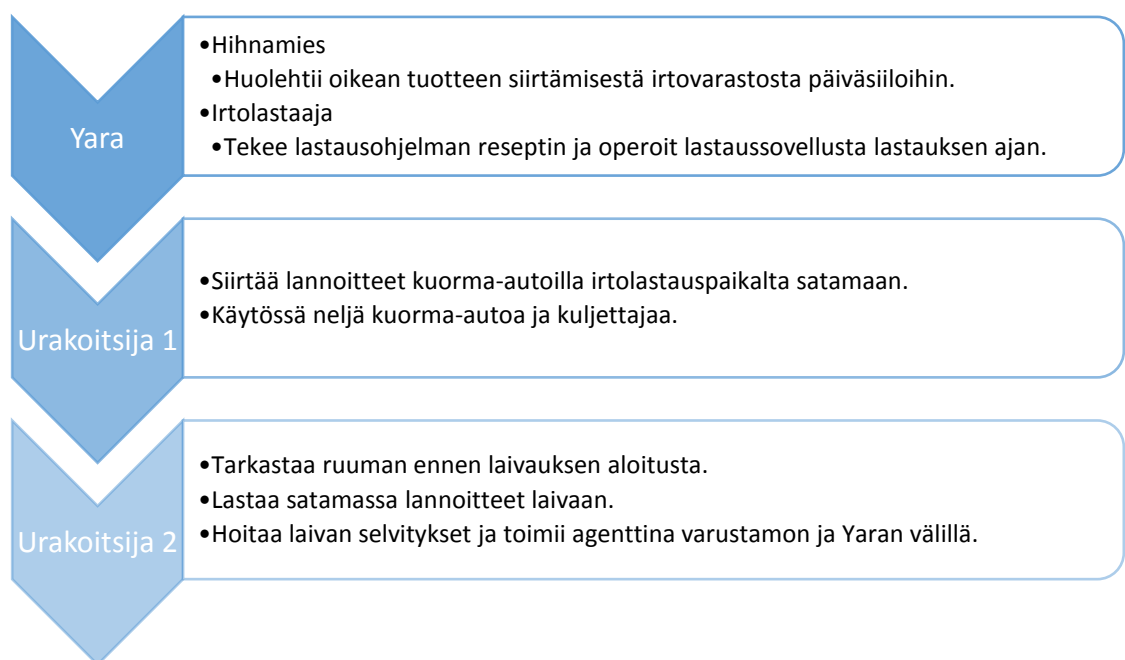 Yara
•Hihnamies
•Huolehtii oikean tuotteen siirtämisestä irtovarastosta päiväsiiloihin.
•Irtolastaaja
•Tekee lastausohjelman reseptin ja operoit lastaussovellusta lastauksen ajan.
Urakoitsija 1
•Siirtää lannoitteet kuorma-autoilla irtolastauspaikalta satamaan.
•Käytössä neljä kuorma-autoa ja kuljettajaa.
Urakoitsija 2
•Tarkastaa ruuman ennen laivauksen aloitusta.
•Lastaa satamassa lannoitteet laivaan.
•Hoitaa laivan selvitykset ja toimii agenttina varustamon ja Yaran välillä.